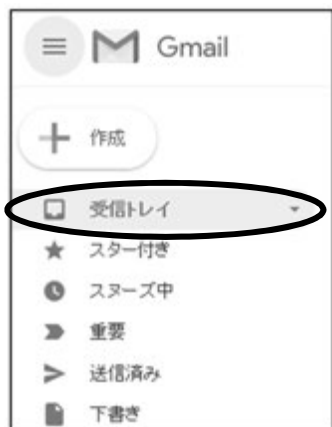 Gmail
作成
受信トレイ
スター付き
スヌーズ中
重要
送信済み
下書き